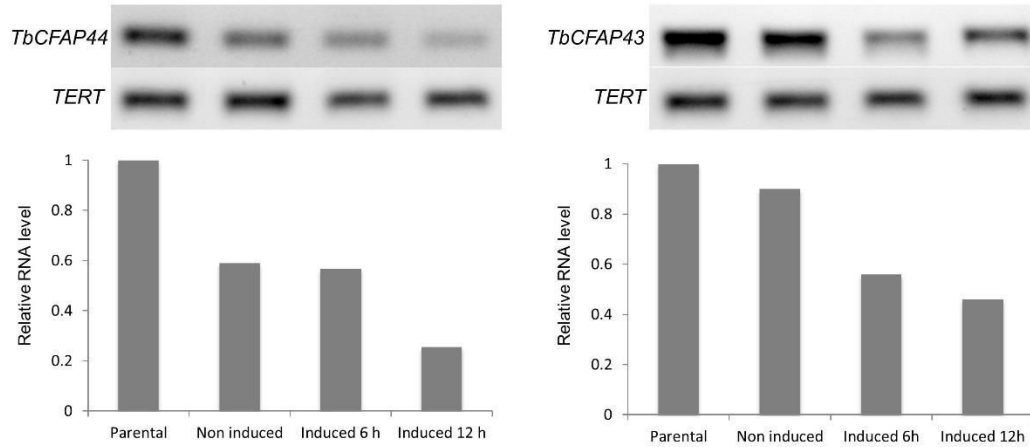 TbCFAP44
TERT
Relative RNA level
1
0.8
0.6
0.4
0.2
0
Parental Non induced Induced 6 h Induced 12 h
TbCFAP43
TERT
Relative RNA level
1
0.8
0.6
0.4
0.2
0
Parental Non induced Induced 6h Induced 12h